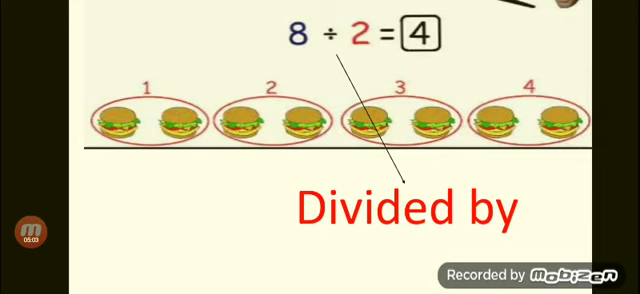 8 ÷ 2 = 4
1 2 3 4
Divided by
05:03
Recorded by Mobizen